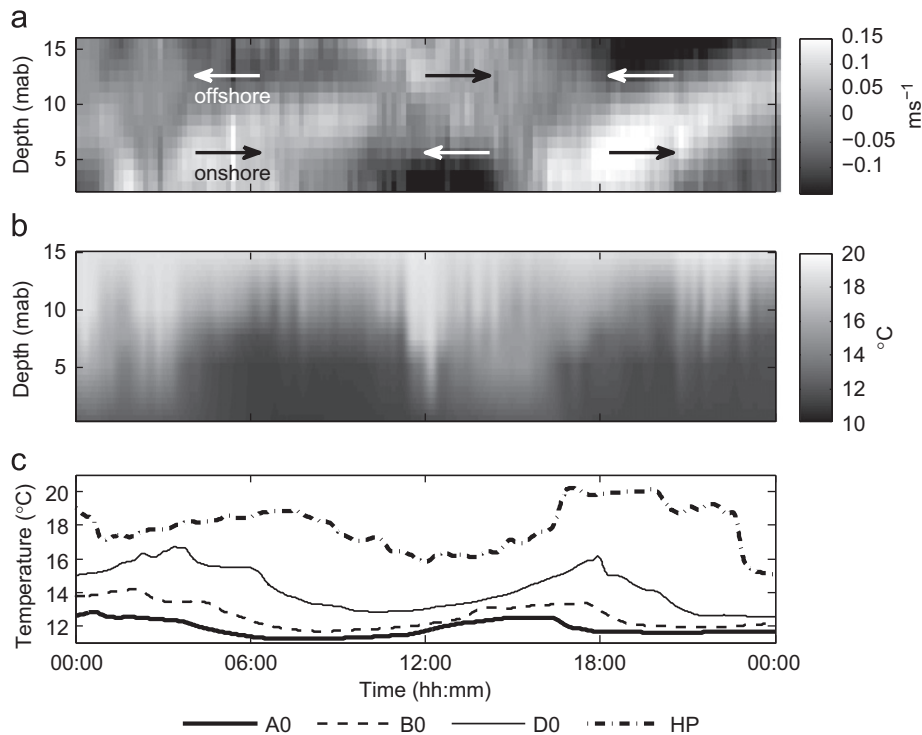 a
Depth (mab)
15
10
5
offshore
onshore
0.15
0.1
0.05
0
−0.05
−0.1
ms−1
b
Depth (mab)
15
10
5
20
18
16
14
12
10
°C
c
Temperature (°C)
20
18
16
14
12
00:00 06:00 12:00 18:00 00:00
Time (hh:mm)
A0 B0 D0 HP